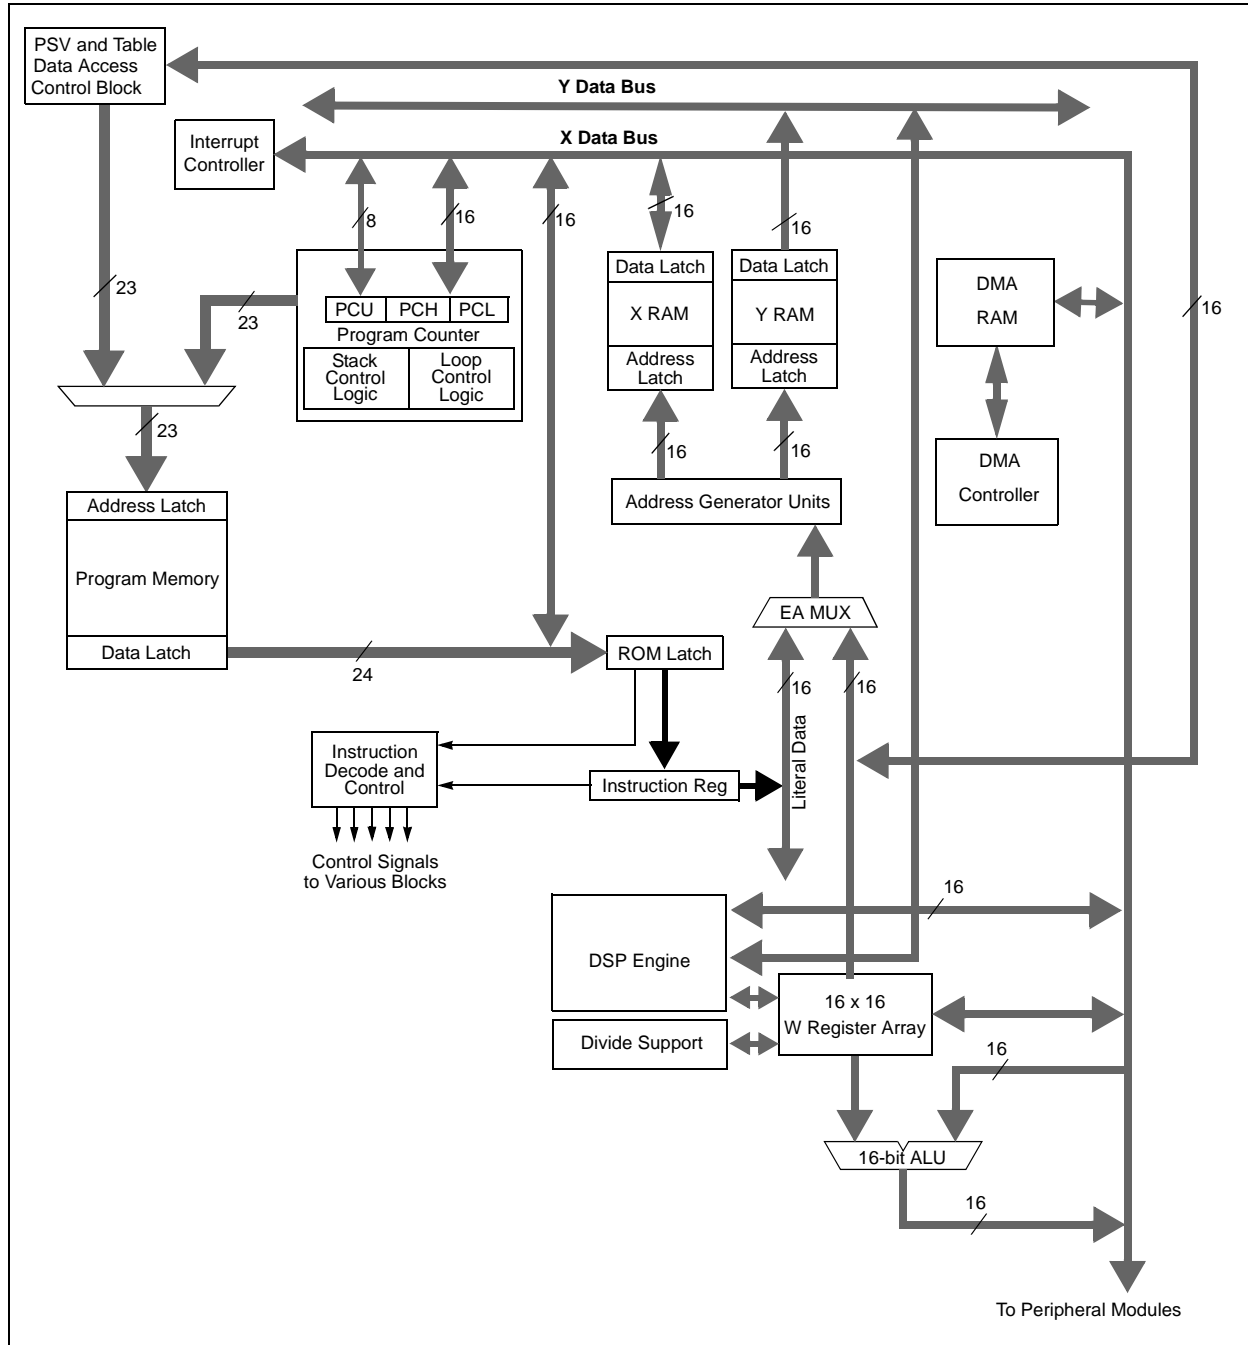 PSV and Table
Data Access
Control Block
Y Data Bus
Interrupt
Controller
X Data Bus
8
16
16
16
16
16
23
23
Data Latch
X RAM
Address
Latch
Data Latch
Y RAM
Address
Latch
DMA
RAM
PCU
PCH
PCL
Program Counter
Stack
Control
Logic
Loop
Control
Logic
23
16
16
DMA
Controller
Address Latch
Program Memory
Data Latch
Address Generator Units
EA MUX
24
ROM Latch
16
16
Literal Data
Instruction
Decode and
Control
Instruction Reg
Control Signals
to Various Blocks
16
DSP Engine
16 x 16
W Register Array
Divide Support
16
16-bit ALU
16
To Peripheral Modules